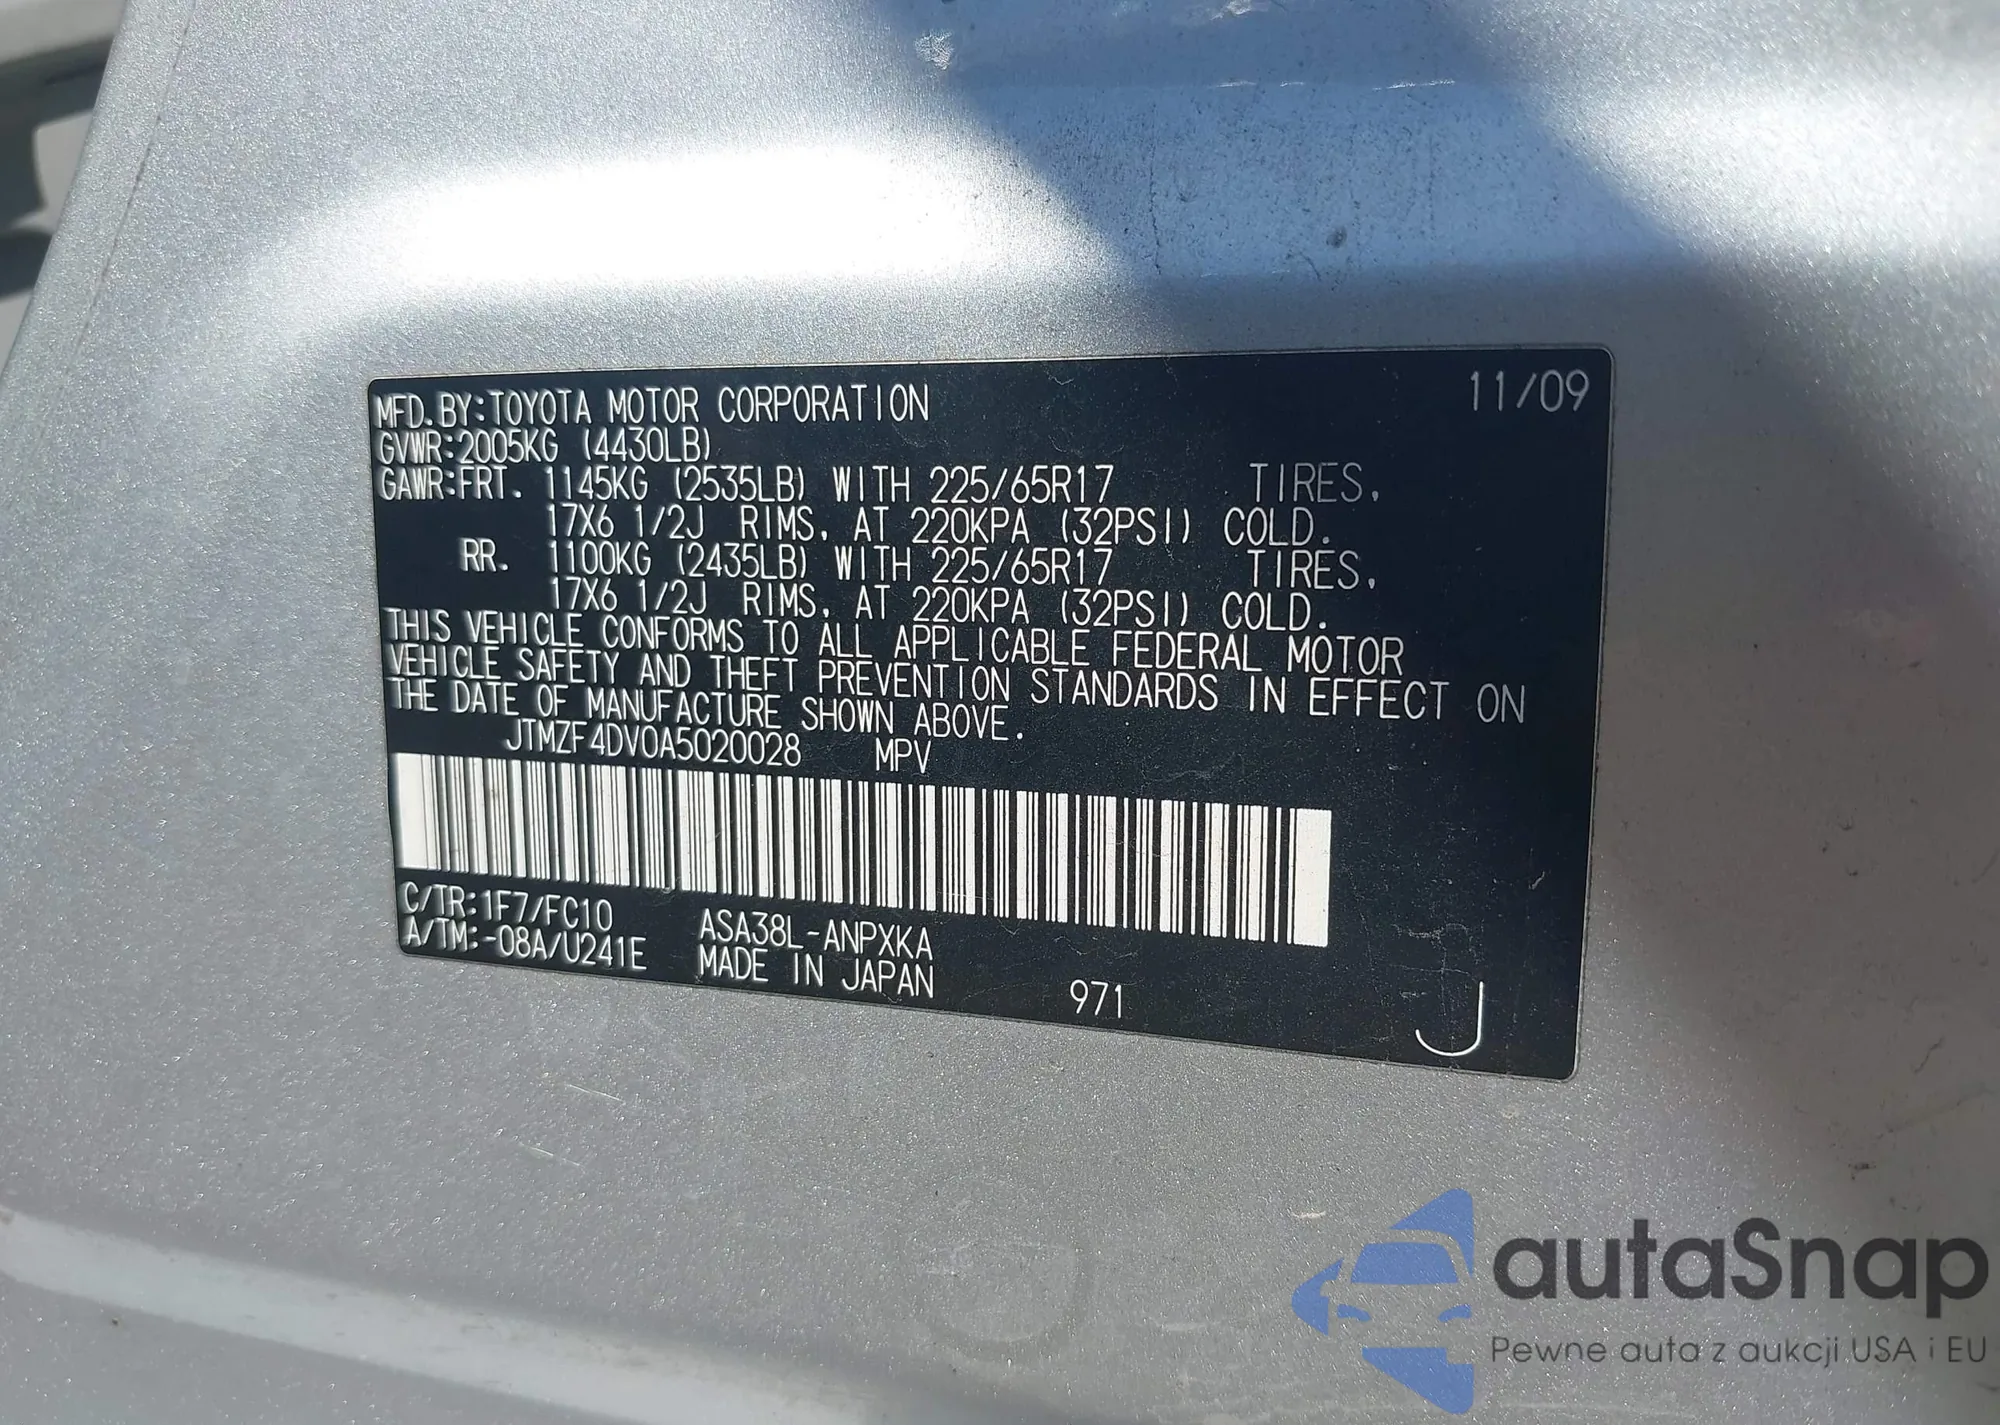 MFD.BY:TOYOTA MOTOR CORPORATION 11/09
GVWR:2005KG (4430LB)
GAWR:FRT. 1145KG (2535LB) WITH 225/65R17 TIRES,
17X6 1/2J RIMS, AT 220KPA (32PSI) COLD.
RR. 1100KG (2435LB) WITH 225/65R17 TIRES,
17X6 1/2J RIMS, AT 220KPA (32PSI) COLD.
THIS VEHICLE CONFORMS TO ALL APPLICABLE FEDERAL MOTOR
VEHICLE SAFETY AND THEFT PREVENTION STANDARDS IN EFFECT ON
THE DATE OF MANUFACTURE SHOWN ABOVE.
JTMZF4DV0A5020028 MPV
C/TR:1F7/FC10 ASA38L-ANPXKA
A/TM:-08A/U241E MADE IN JAPAN 971 J
autaSnap
Pewne auta z aukcji USA i EU